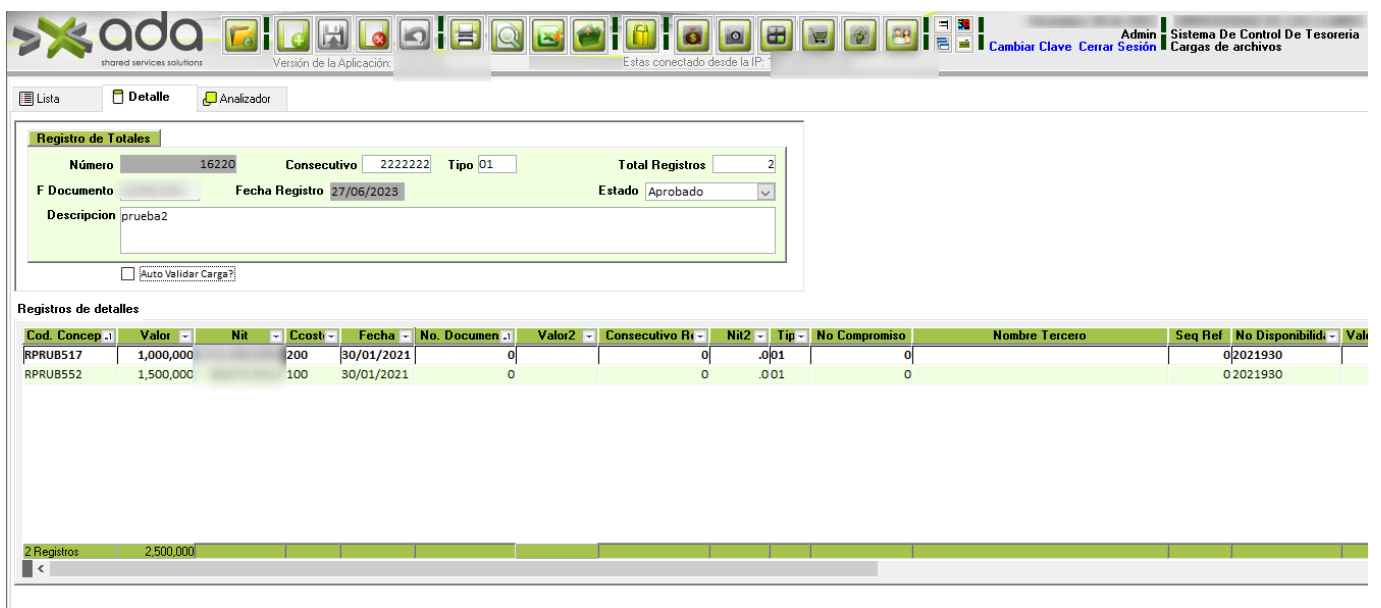 ada
shared services solutions
Versión de la Aplicación:
Estas conectado desde la IP:
Admin
Cambiar Clave Cerrar Sesión
Sistema De Control De Tesoreria
Cargas de archivos
Lista
Detalle
Analizador
Registro de Totales
Número 16220 Consecutivo 2222222 Tipo 01 Total Registros 2
F Documento Fecha Registro 27/06/2023 Estado Aprobado
Descripcion prueba2
Auto Validar Carga?
Registros de detalles
Cod. Concep Valor Nit Ccost Fecha No. Documen Valor2 Consecutivo R Nit2 Tip No Compromiso Nombre Tercero Seq Ref No Disponibilid Val
RPRUB517 1,000,000 200 30/01/2021 0 0 .0 01 0 0 2021930
RPRUB552 1,500,000 100 30/01/2021 0 0 .0 01 0 0 2021930
2 Registros 2,500,000